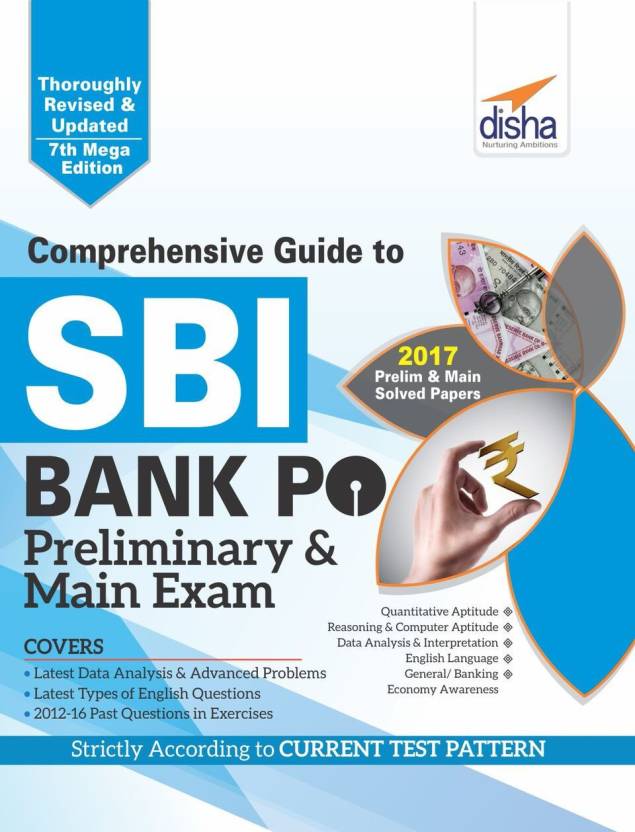 Thoroughly
Revised &
Updated
7th Mega
Edition
disha
Nurturing Ambitions
Comprehensive Guide to
SBI
BANK PO
Preliminary &
Main Exam
2017
Prelim & Main
Solved Papers
Quantitative Aptitude
Reasoning & Computer Aptitude
Data Analysis & Interpretation
English Language
General/ Banking
Economy Awareness
COVERS
• Latest Data Analysis & Advanced Problems
• Latest Types of English Questions
• 2012-16 Past Questions in Exercises
Strictly According to CURRENT TEST PATTERN